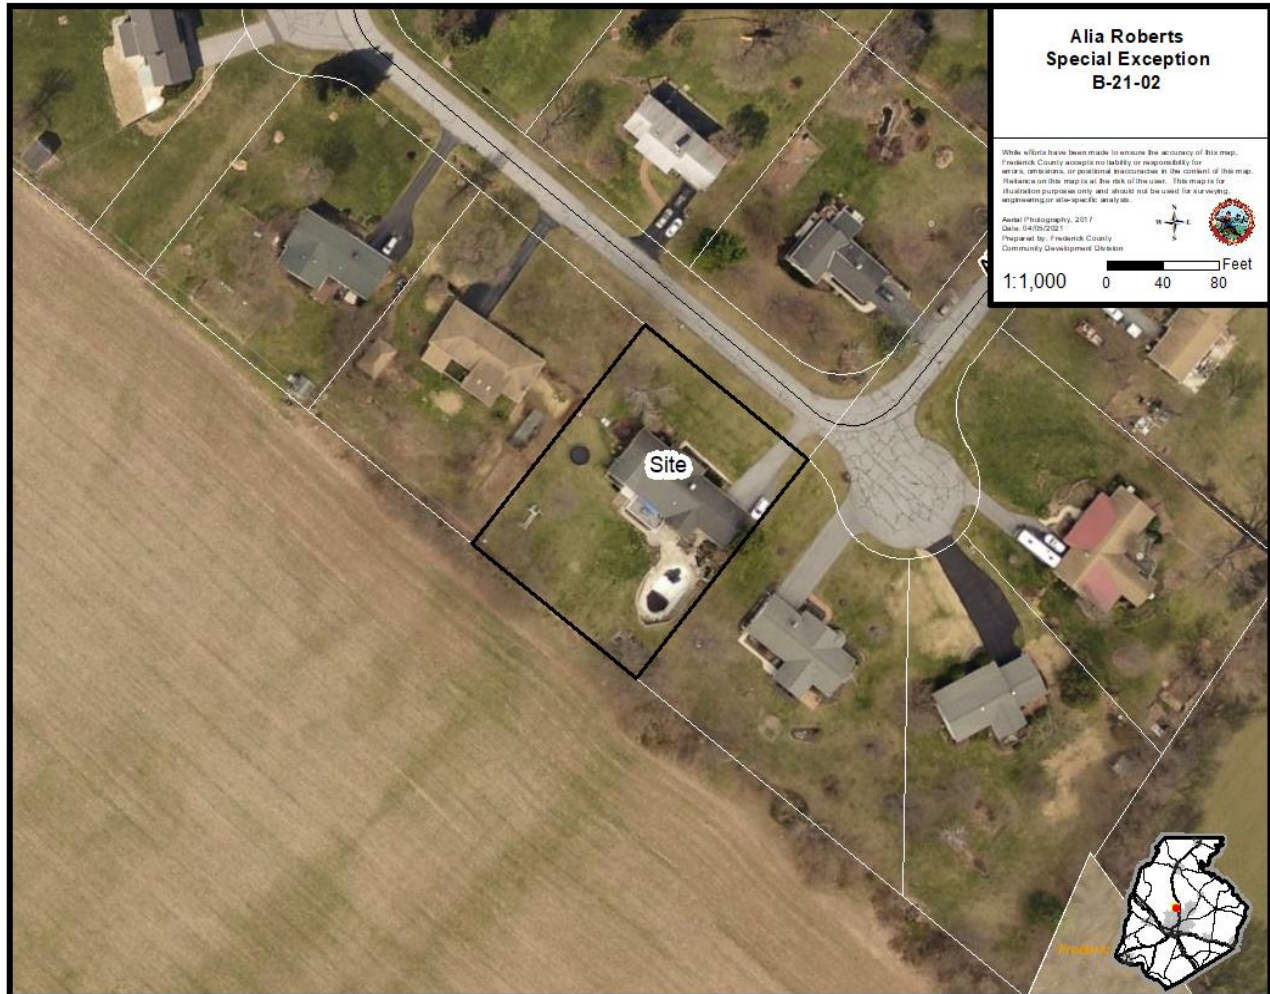 Alia Roberts
Special Exception
B-21-02
While efforts have been made to ensure the accuracy of this map,
Frederick County accepts no liability or responsibility for
errors, omissions, or positional inaccuracies in the content of this map.
Reliance on this map is at the risk of the user. This map is for
illustration purposes only and should not be used for surveying,
engineering, or site-specific analysis.
Aerial Photography, 2017
Date: 04/05/2021
Prepared by: Frederick County
Community Development Division
N
W E
S
Feet
1:1,000 0 40 80
Site